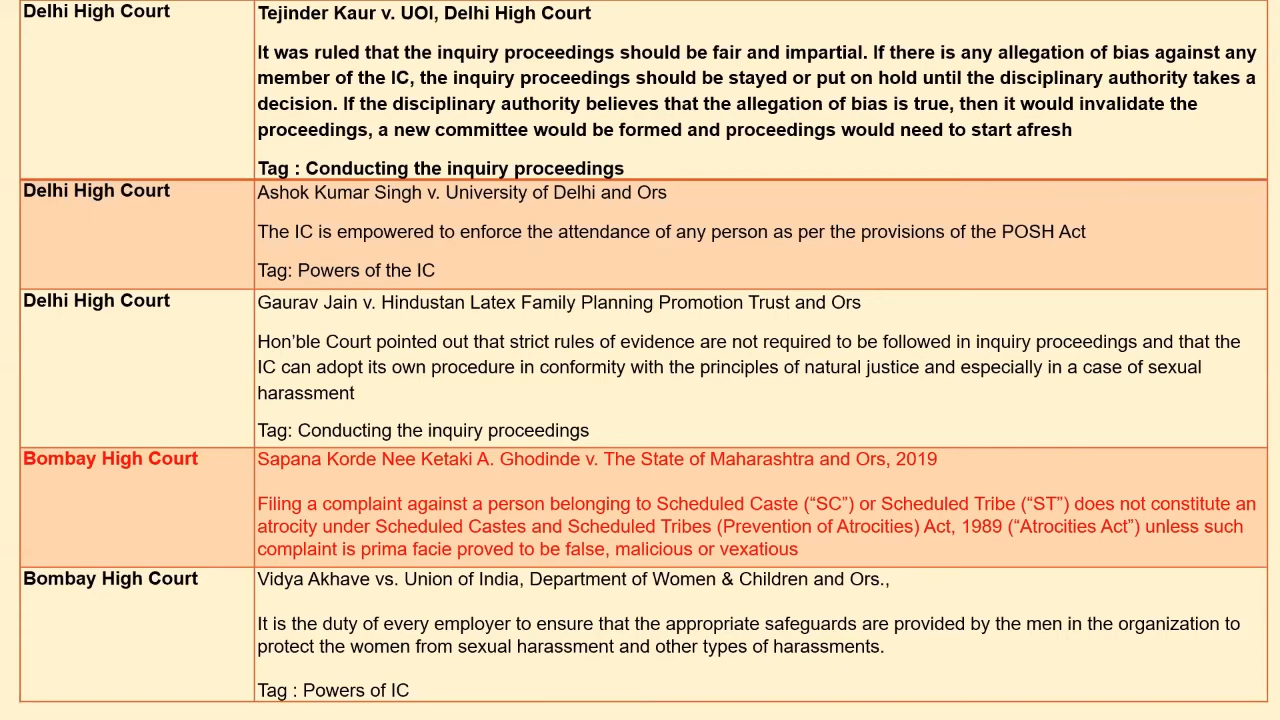 Delhi High Court
Tejinder Kaur v. UOI, Delhi High Court
It was ruled that the inquiry proceedings should be fair and impartial. If there is any allegation of bias against any
member of the IC, the inquiry proceedings should be stayed or put on hold until the disciplinary authority takes a
decision. If the disciplinary authority believes that the allegation of bias is true, then it would invalidate the
proceedings, a new committee would be formed and proceedings would need to start afresh
Tag : Conducting the inquiry proceedings
Delhi High Court
Ashok Kumar Singh v. University of Delhi and Ors
The IC is empowered to enforce the attendance of any person as per the provisions of the POSH Act
Tag: Powers of the IC
Delhi High Court
Gaurav Jain v. Hindustan Latex Family Planning Promotion Trust and Ors
Hon’ble Court pointed out that strict rules of evidence are not required to be followed in inquiry proceedings and that the
IC can adopt its own procedure in conformity with the principles of natural justice and especially in a case of sexual
harassment
Tag: Conducting the inquiry proceedings
Bombay High Court
Sapana Korde Nee Ketaki A. Ghodinde v. The State of Maharashtra and Ors, 2019
Filing a complaint against a person belonging to Scheduled Caste (“SC”) or Scheduled Tribe (“ST”) does not constitute an
atrocity under Scheduled Castes and Scheduled Tribes (Prevention of Atrocities) Act, 1989 (“Atrocities Act”) unless such
complaint is prima facie proved to be false, malicious or vexatious
Bombay High Court
Vidya Akhave vs. Union of India, Department of Women & Children and Ors.,
It is the duty of every employer to ensure that the appropriate safeguards are provided by the men in the organization to
protect the women from sexual harassment and other types of harassments.
Tag : Powers of IC